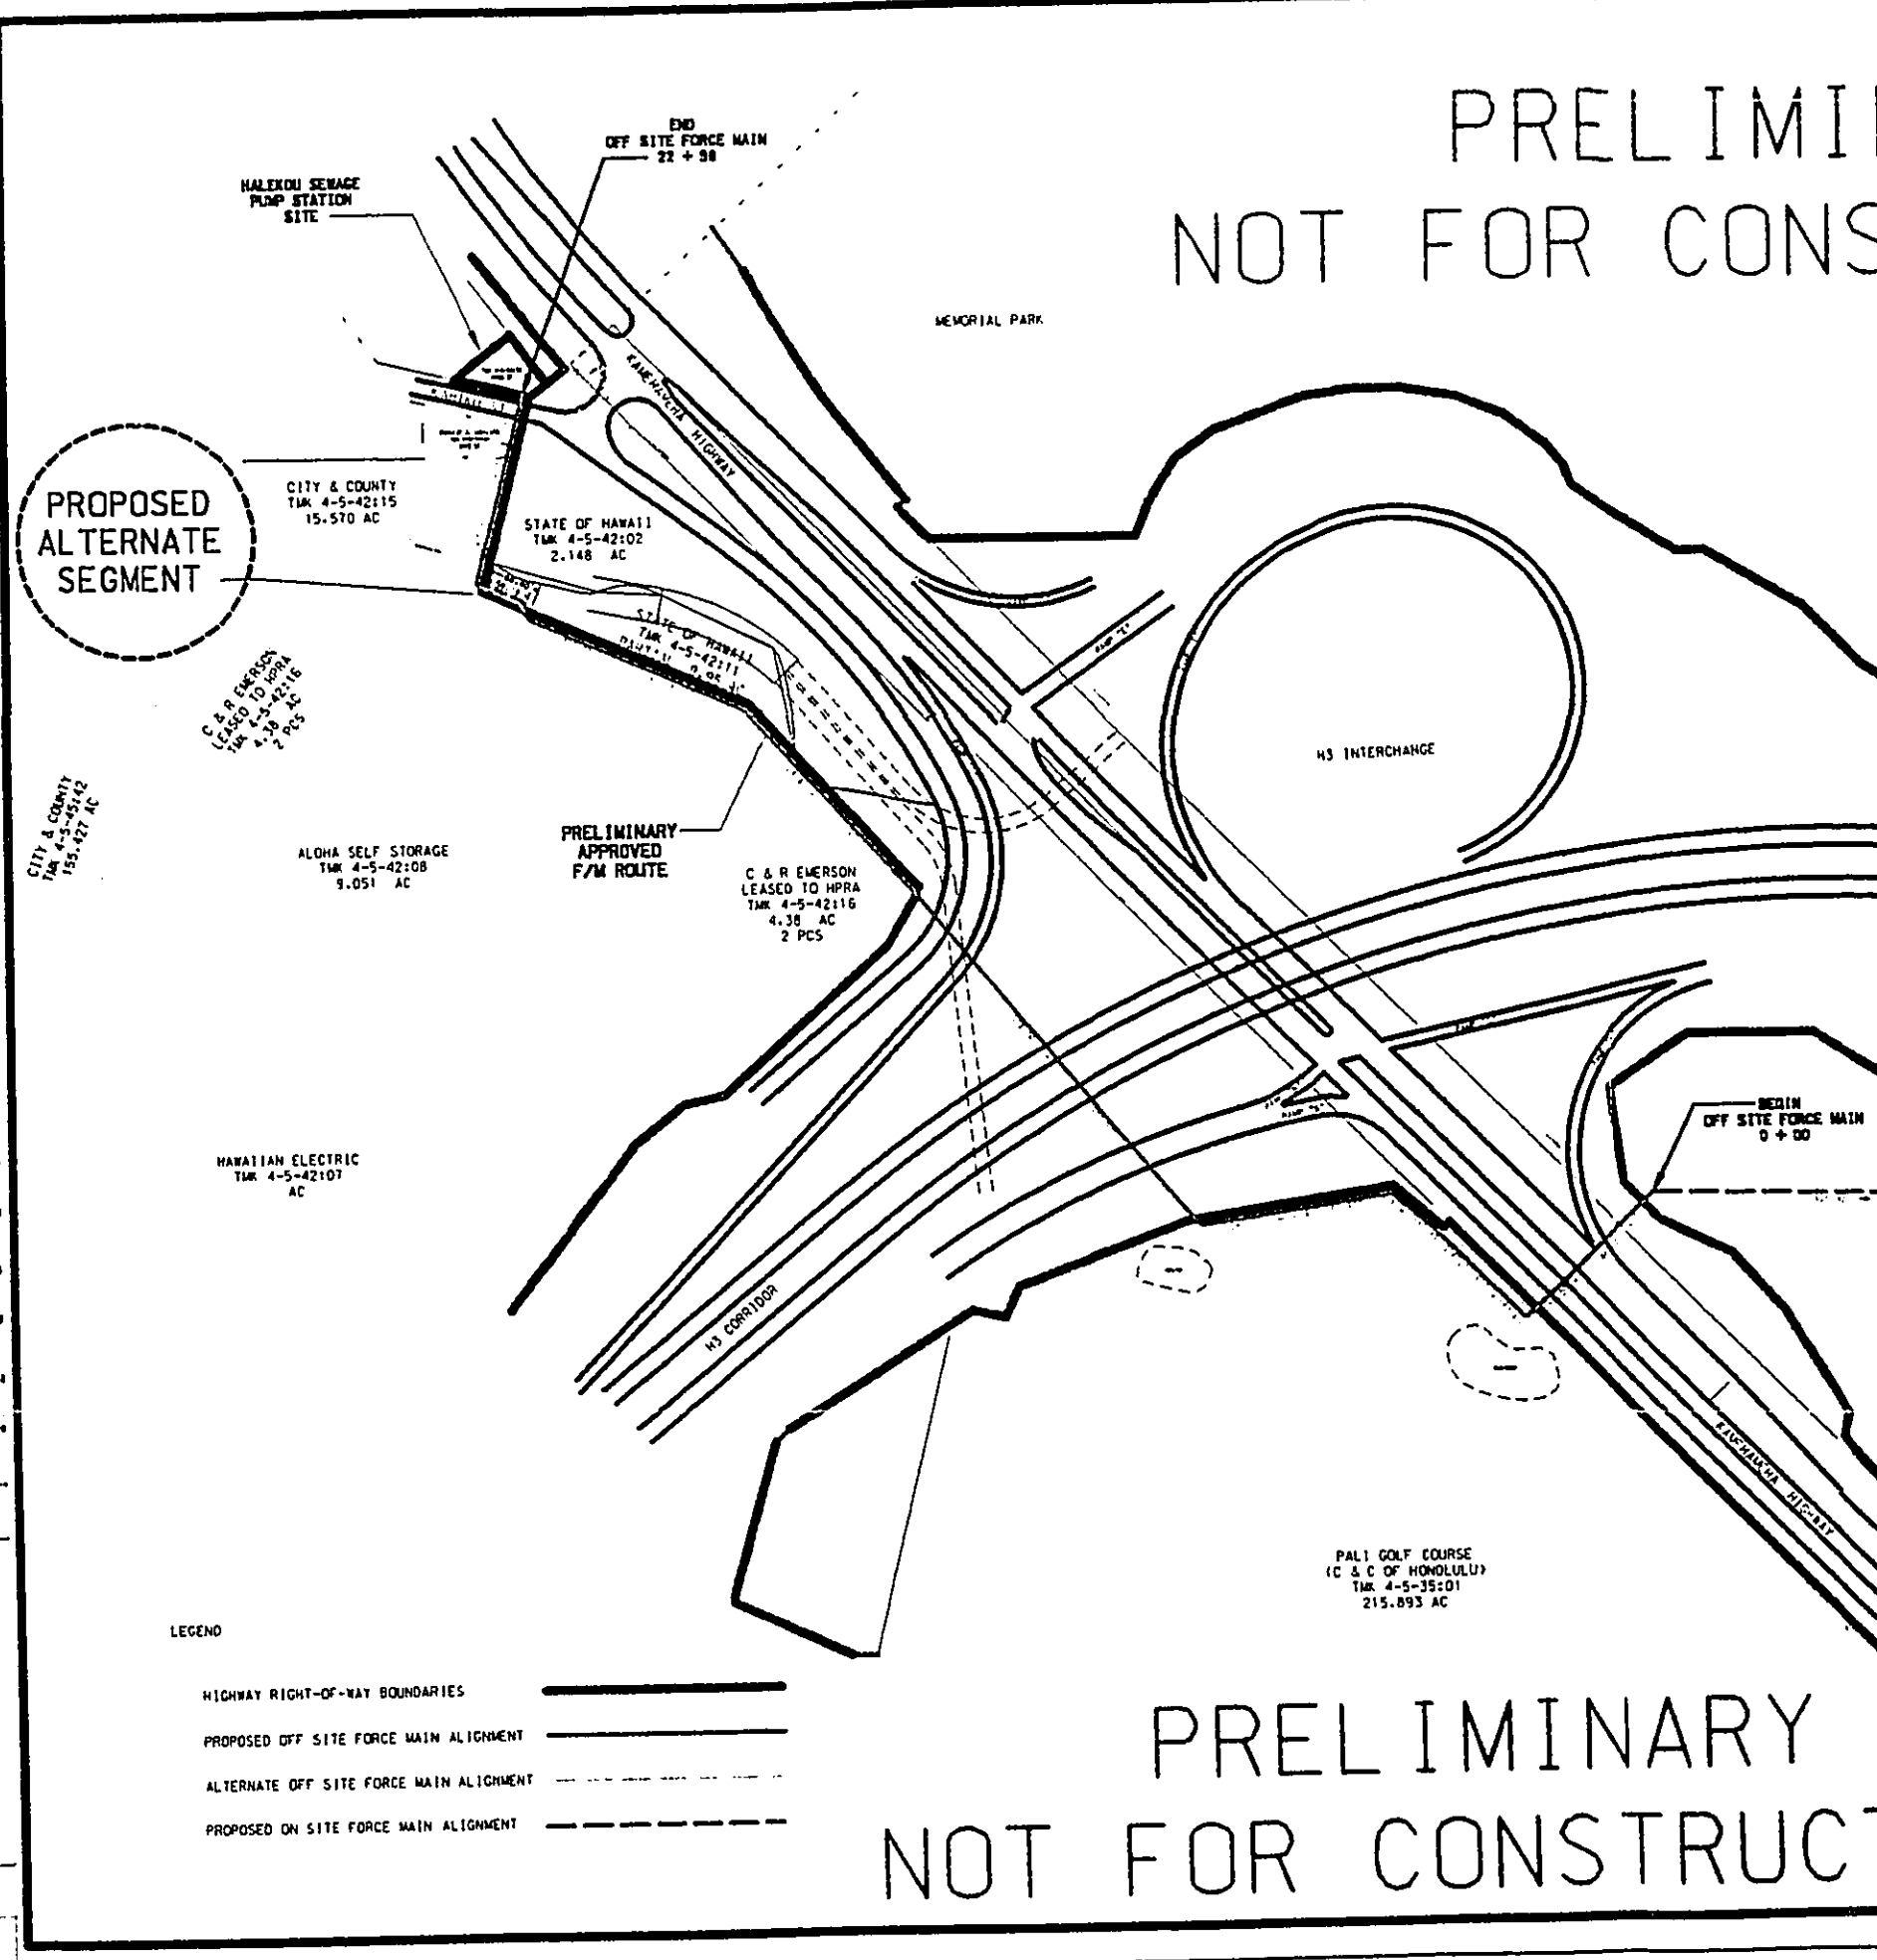 PRELIMI
NOT FOR CONS
END
OFF SITE FORCE MAIN
22 + 98
HALEKOU SEWAGE
PUMP STATION
SITE
MEMORIAL PARK
KAMEHAMEHA HIGHWAY
PROPOSED
ALTERNATE
SEGMENT
CITY & COUNTY
TMK 4-5-42:15
15.570 AC
STATE OF HAWAII
TMK 4-5-42:02
2.148 AC
STATE OF HAWAII
TMK 4-5-42:11
C & R EMERSON
LEASED TO HPRA
TMK 4-5-42:16
4.38 AC
2 PCS
CITY & COUNTY
TMK 4-5-45:42
155.427 AC
H3 INTERCHANGE
PRELIMINARY
APPROVED
F/M ROUTE
ALOHA SELF STORAGE
TMK 4-5-42:08
9.051 AC
C & R EMERSON
LEASED TO HPRA
TMK 4-5-42:16
4.38 AC
2 PCS
BEGIN
OFF SITE FORCE MAIN
0 + 00
HAWAIIAN ELECTRIC
TMK 4-5-42:07
AC
H3 CORRIDOR
KAMEHAMEHA HIGHWAY
PALI GOLF COURSE
(C & C OF HONOLULU)
TMK 4-5-35:01
215.893 AC
LEGEND
HIGHWAY RIGHT-OF-WAY BOUNDARIES
PROPOSED OFF SITE FORCE MAIN ALIGNMENT
ALTERNATE OFF SITE FORCE MAIN ALIGNMENT
PROPOSED ON SITE FORCE MAIN ALIGNMENT
PRELIMINARY
NOT FOR CONSTRUCT